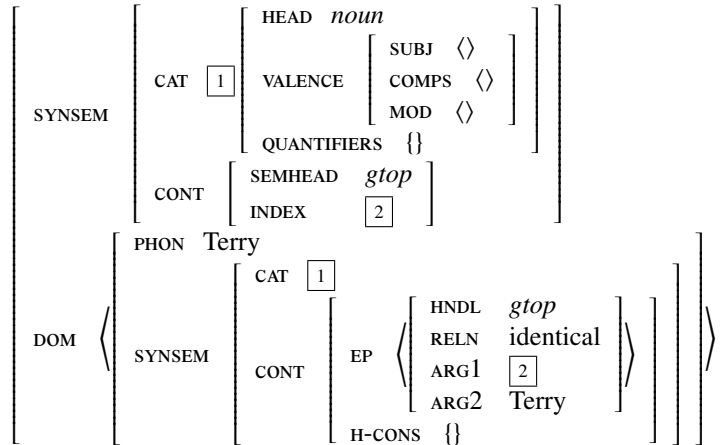 HEAD noun
SUBJ ⟨⟩
CAT 1 VALENCE COMPS ⟨⟩
SYNSEM MOD ⟨⟩
QUANTIFIERS {}
SEMHEAD gtop
CONT
INDEX 2
PHON Terry
CAT 1
HNDL gtop
RELN identical
DOM ⟨ SYNSEM CONT EP ⟨ ⟩ ⟩
ARG1 2
ARG2 Terry
H-CONS {}